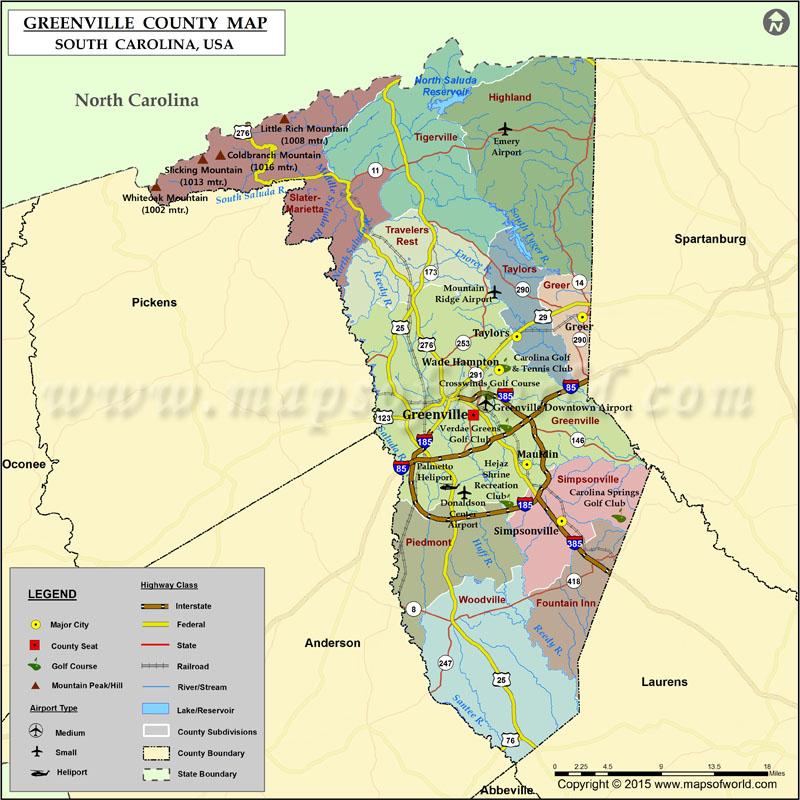 GREENVILLE COUNTY MAP
SOUTH CAROLINA, USA
N
North Carolina
North Saluda
Reservoir
Highland
276
Little Rich Mountain
(1008 mtr.)
Tigerville
Emery
Airport
Coldbranch Mountain
(1016 mtr.)
Slicking Mountain
(1013 mtr.)
11
Whiteoak Mountain
(1002 mtr.)
South Saluda R.
Middle Saluda R.
Slater-
Marietta
North Saluda R.
Travelers
Rest
South Tyger R.
Spartanburg
Enoree R.
Reedy R.
173
Taylors
290
Greer
14
Pickens
Mountain
Ridge Airport
25
29
Taylors
Greer
276
253
290
Wade Hampton
Carolina Golf
& Tennis Club
291
Crosswinds Golf Course
85
385
www.mapsofworld.com
123
Greenville
Greenville Downtown Airport
Verdae Greens
Golf Club
Greenville
Saluda R.
185
146
Mauldin
Oconee
85
Palmetto
Heliport
Hejaz
Shrine
Recreation
Club
Simpsonville
Carolina Springs
Golf Club
Donaldson
Center
Airport
185
Simpsonville
Piedmont
385
Huff R.
418
Woodville
Fountain Inn
8
Reedy R.
Anderson
247
25
Santee R.
Laurens
76
Abbeville
LEGEND
Major City
County Seat
Golf Course
Mountain Peak/Hill
Airport Type
Medium
Small
Heliport
Highway Class
Interstate
Federal
State
Railroad
River/Stream
Lake/Reservoir
County Subdivisions
County Boundary
State Boundary
0 2.25 4.5 9 13.5 18
Miles
Copyright © 2015 www.mapsofworld.com